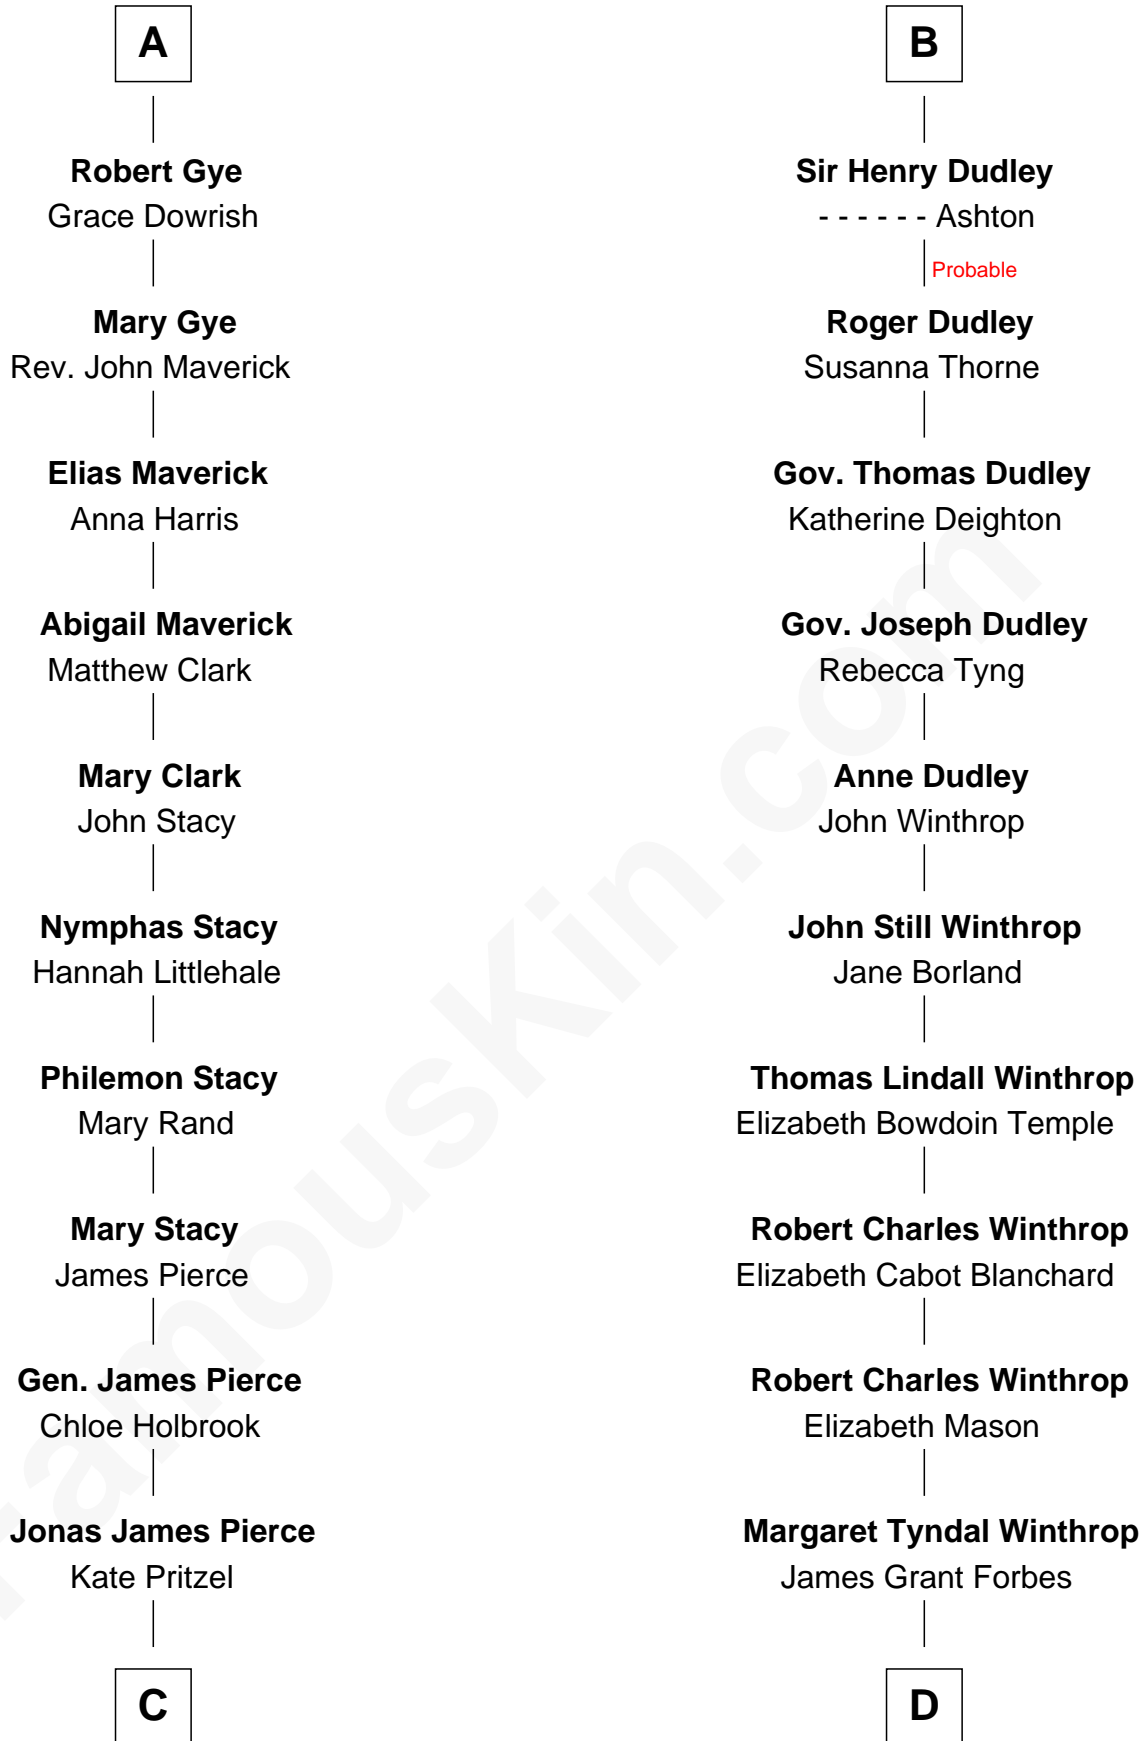 A
Robert Gye
Grace Dowrish
Mary Gye
Rev. John Maverick
Elias Maverick
Anna Harris
Abigail Maverick
Matthew Clark
Mary Clark
John Stacy
Nymphas Stacy
Hannah Littlehale
Philemon Stacy
Mary Rand
Mary Stacy
James Pierce
Gen. James Pierce
Chloe Holbrook
Jonas James Pierce
Kate Pritzel
C
B
Sir Henry Dudley
- - - - - - Ashton
Probable
Roger Dudley
Susanna Thorne
Gov. Thomas Dudley
Katherine Deighton
Gov. Joseph Dudley
Rebecca Tyng
Anne Dudley
John Winthrop
John Still Winthrop
Jane Borland
Thomas Lindall Winthrop
Elizabeth Bowdoin Temple
Robert Charles Winthrop
Elizabeth Cabot Blanchard
Robert Charles Winthrop
Elizabeth Mason
Margaret Tyndal Winthrop
James Grant Forbes
D
FamousKin.com